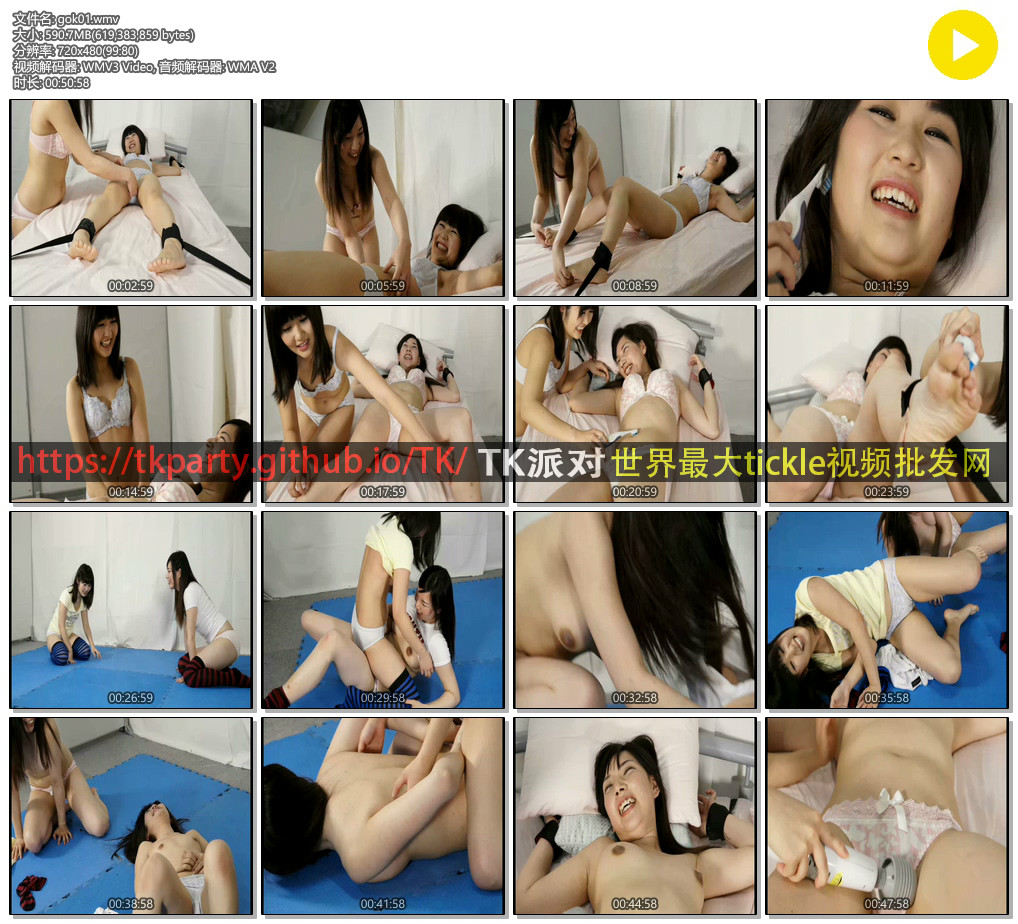 文件名: gok01.wmv
大小: 590.7MB(619,383,859 bytes)
分辨率: 720x480(99:80)
视频解码器: WMV3 Video, 音频解码器: WMA V2
时长: 00:50:58
00:02:59
00:05:59
00:08:59
00:11:59
https://tkparty.github.io/TK/ TK派对 世界最大tickle视频批发网
00:14:59
00:17:59
00:20:59
00:23:59
00:26:59
00:29:58
00:32:58
00:35:58
00:38:58
00:41:58
00:44:58
00:47:58